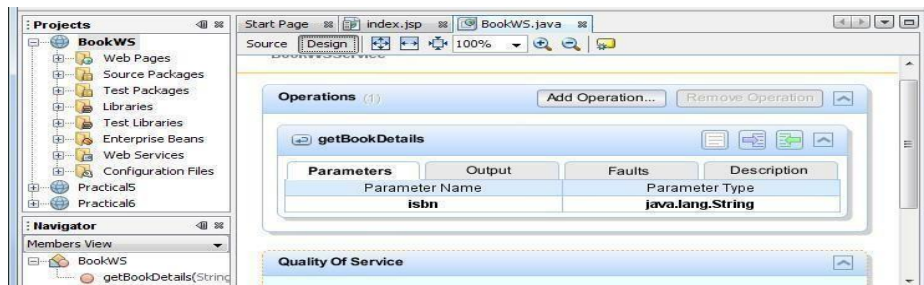 Projects
BookWS
Web Pages
Source Packages
Test Packages
Libraries
Test Libraries
Enterprise Beans
Web Services
Configuration Files
Practical5
Practical6
Navigator
Members View
BookWS
getBookDetails(String
Start Page index.jsp BookWS.java
Source Design 100%
BookWSService
Operations (1) Add Operation... Remove Operation
getBookDetails
Parameters Output Faults Description
Parameter Name Parameter Type
isbn java.lang.String
Quality Of Service